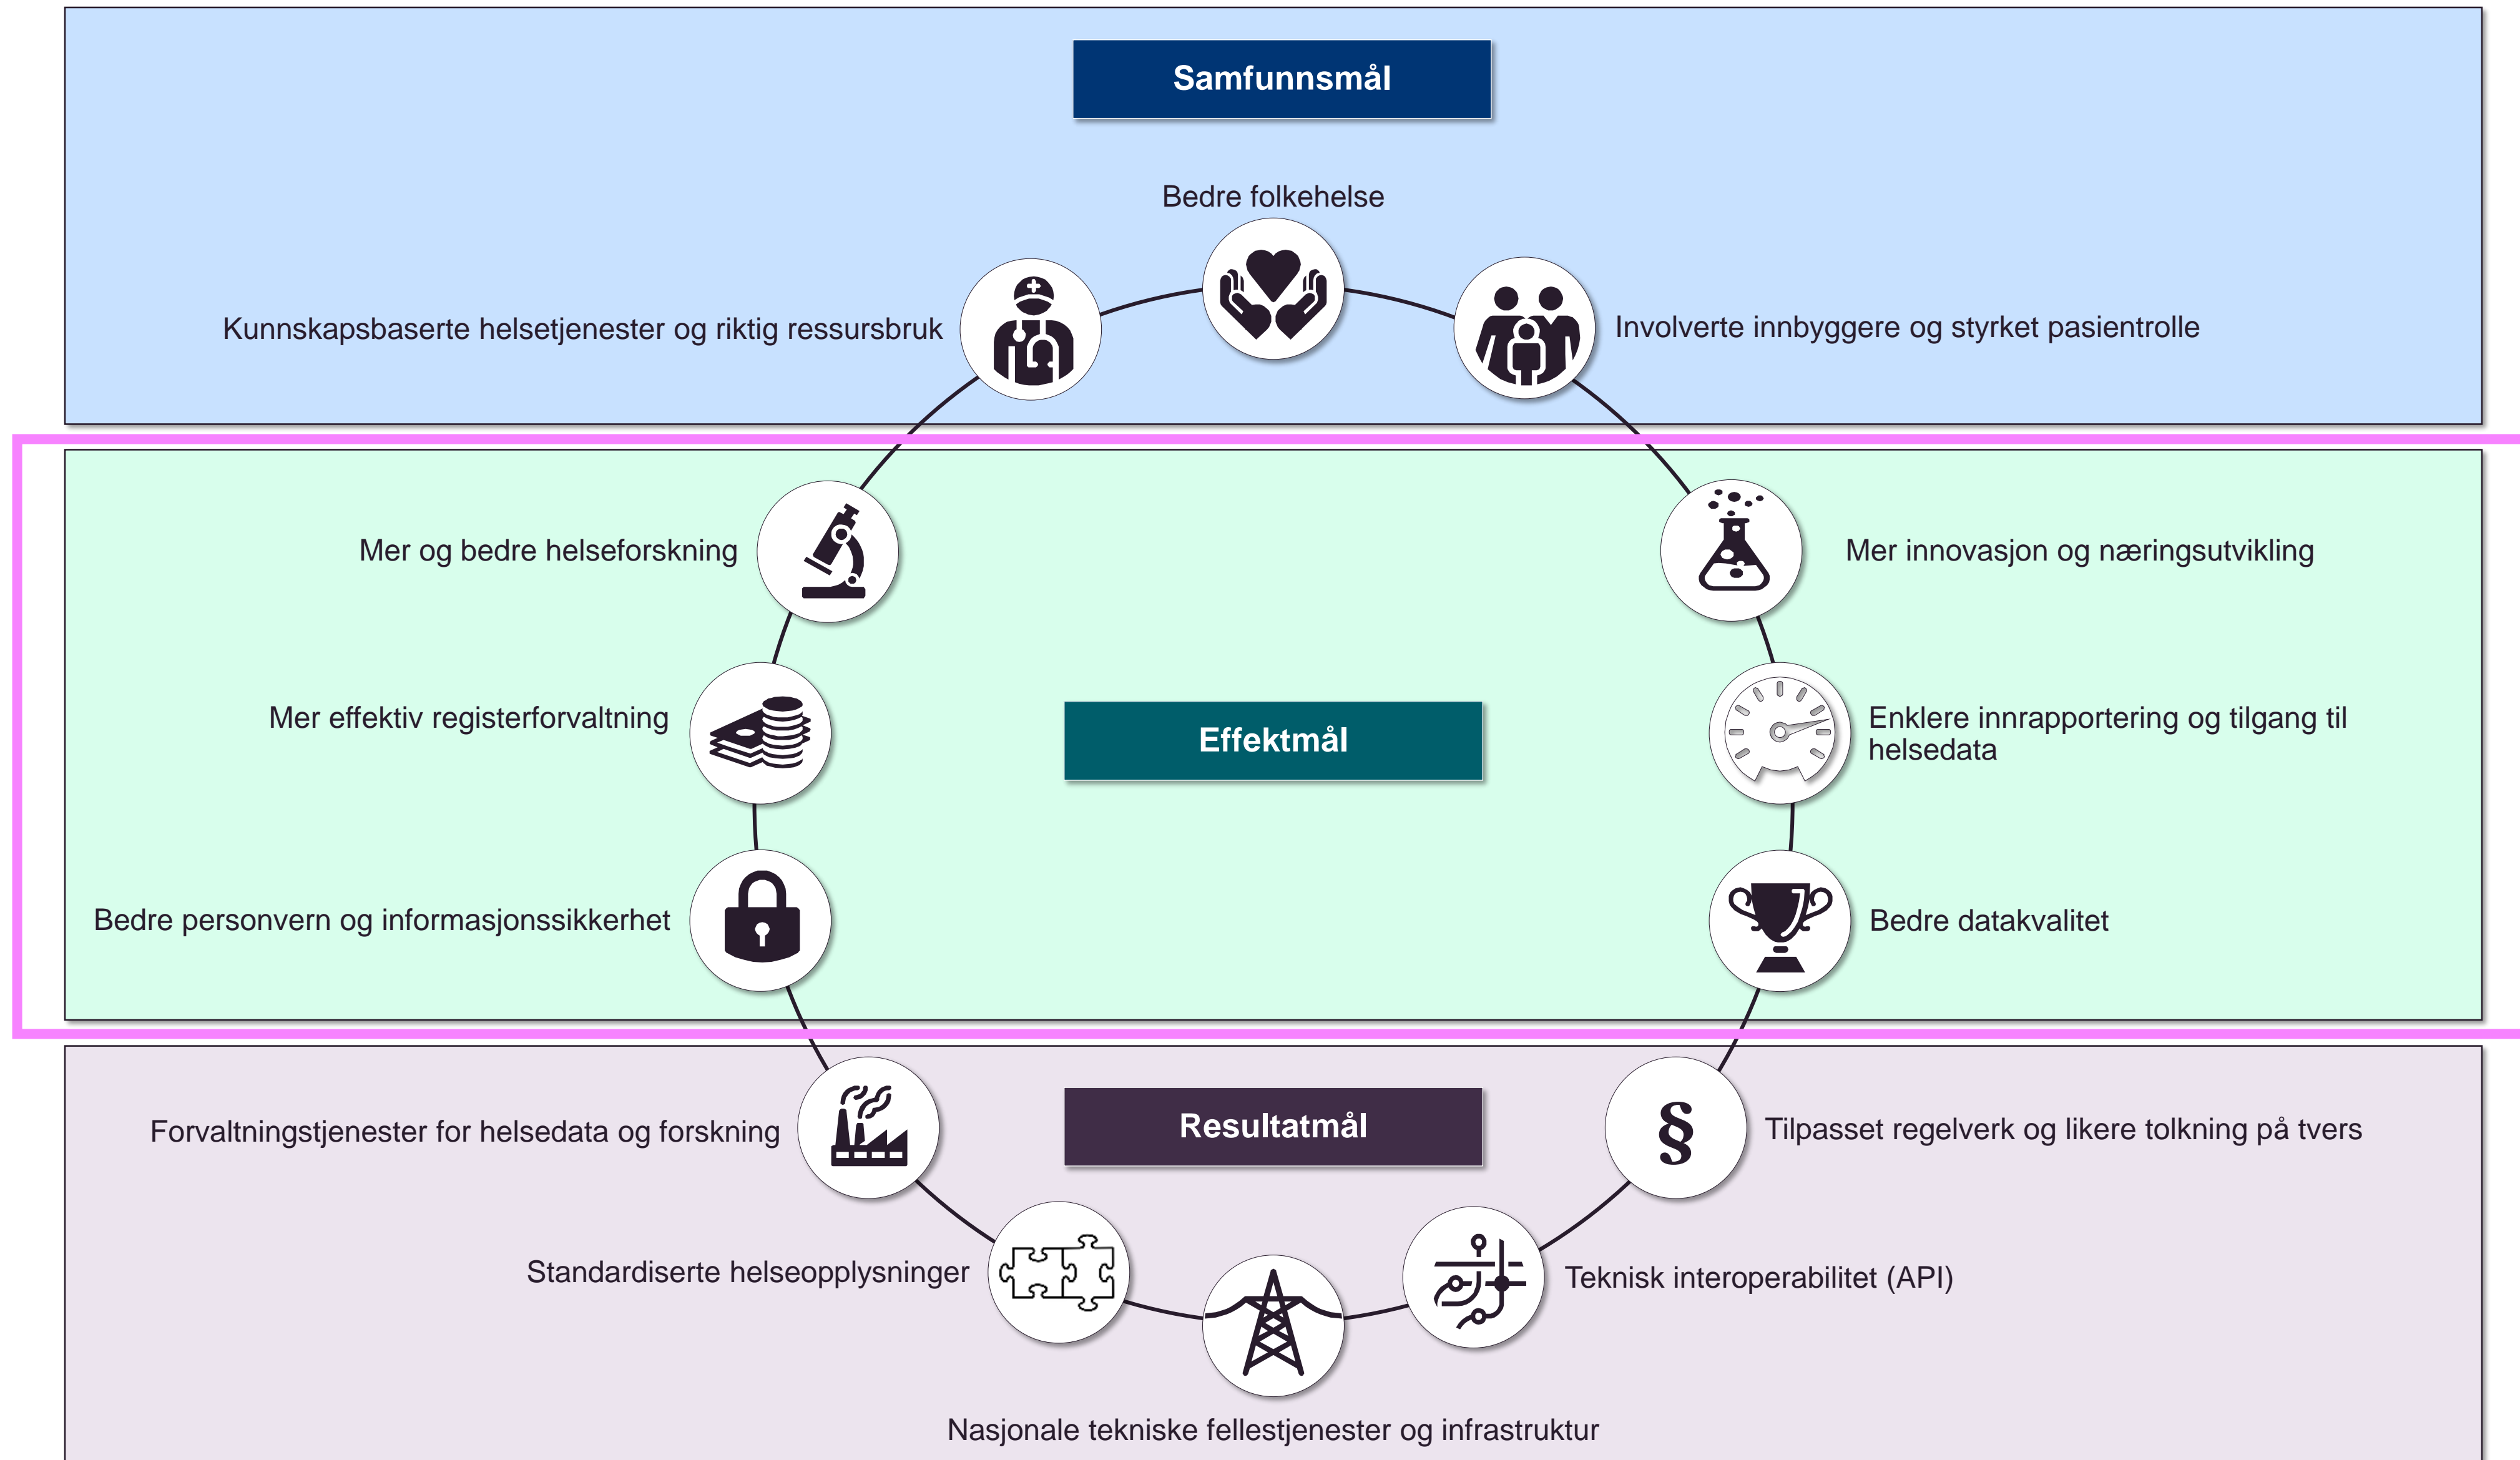 Samfunnsmål
Bedre folkehelse
Kunnskapsbaserte helsetjenester og riktig ressursbruk
Involverte innbyggere og styrket pasientrolle
Mer og bedre helseforskning
Mer innovasjon og næringsutvikling
Mer effektiv registerforvaltning
Effektmål
Enklere innrapportering og tilgang til
helsedata
Bedre personvern og informasjonssikkerhet
Bedre datakvalitet
Resultatmål
Forvaltningstjenester for helsedata og forskning
§
Tilpasset regelverk og likere tolkning på tvers
Standardiserte helseopplysninger
Teknisk interoperabilitet (API)
Nasjonale tekniske fellestjenester og infrastruktur